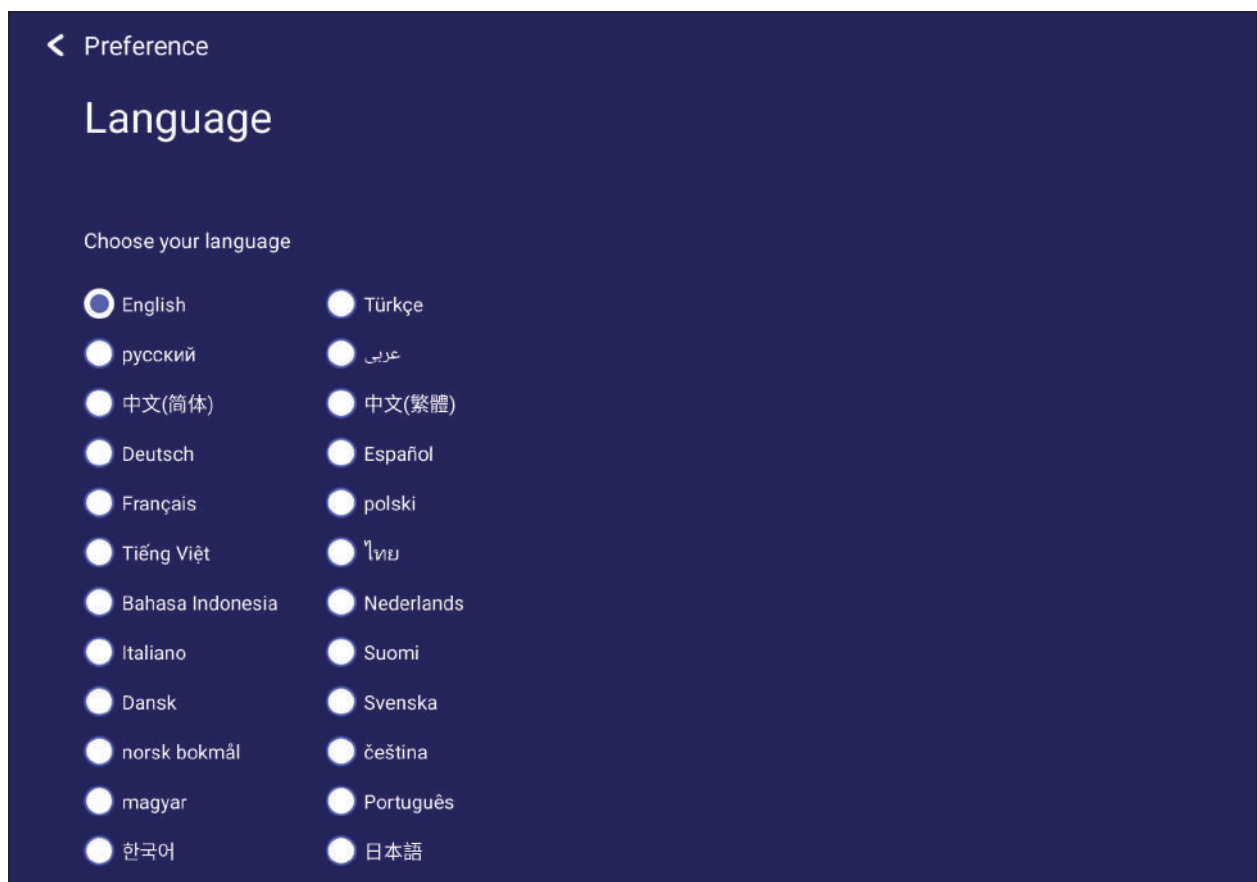 Preference
Language
Choose your language
English Türkçe
русский عربى
中文(简体) 中文(繁體)
Deutsch Español
Français polski
Tiếng Việt ไทย
Bahasa Indonesia Nederlands
Italiano Suomi
Dansk Svenska
norsk bokmål čeština
magyar Português
한국어 日本語